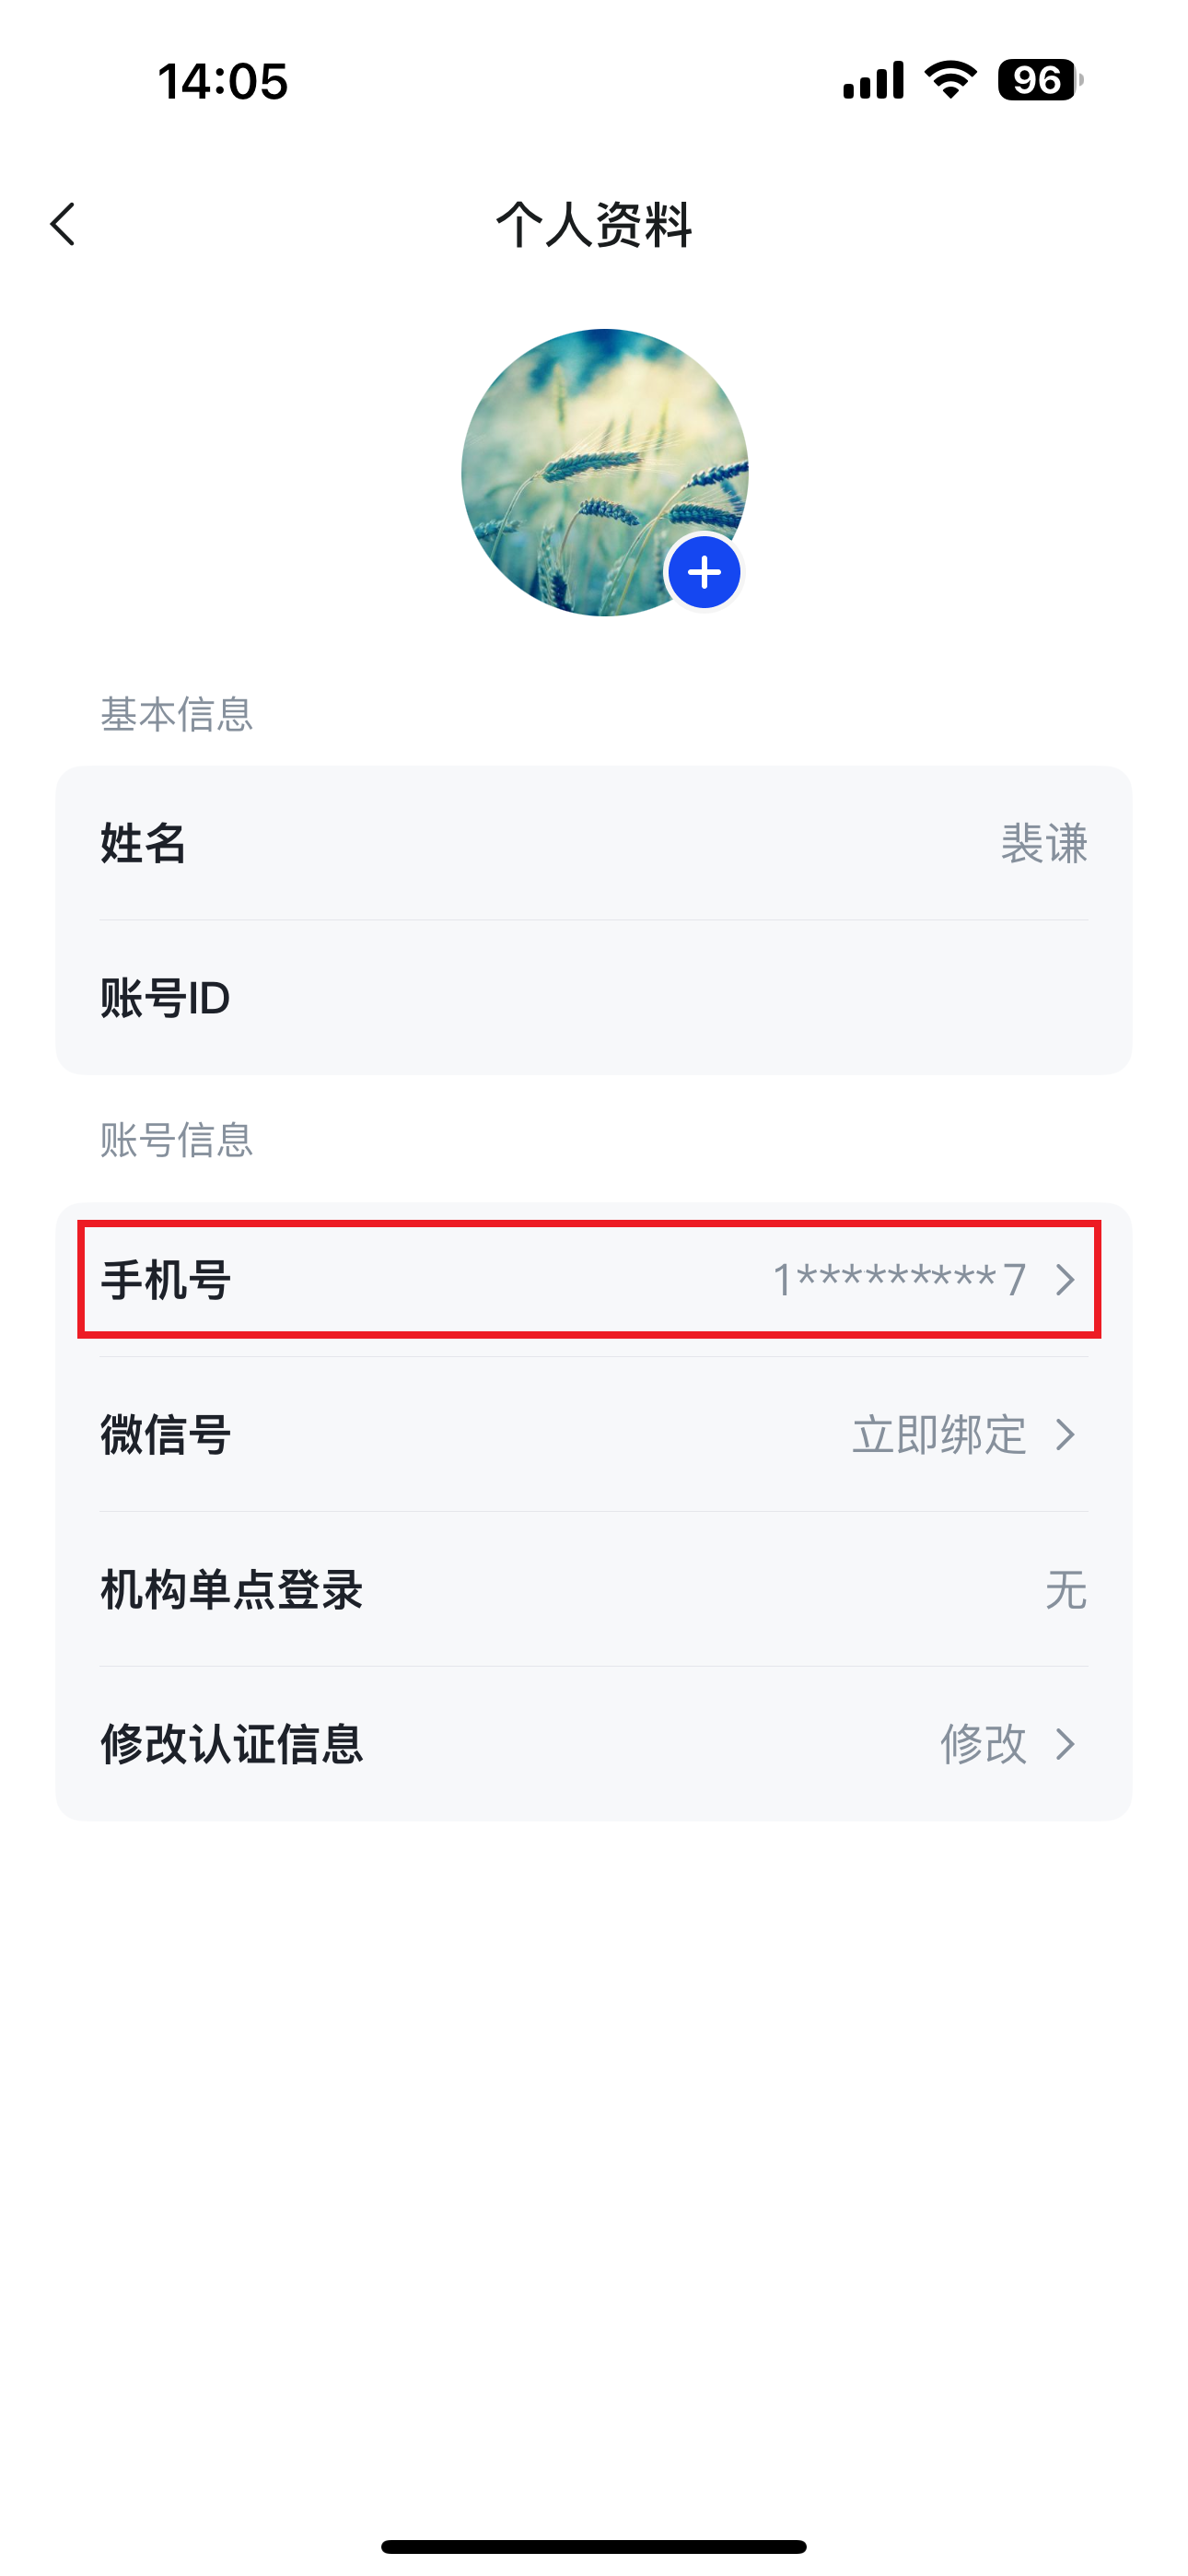 14:05
96
个人资料
基本信息
姓名 裴谦
账号ID
账号信息
手机号 1*********7
微信号 立即绑定
机构单点登录 无
修改认证信息 修改